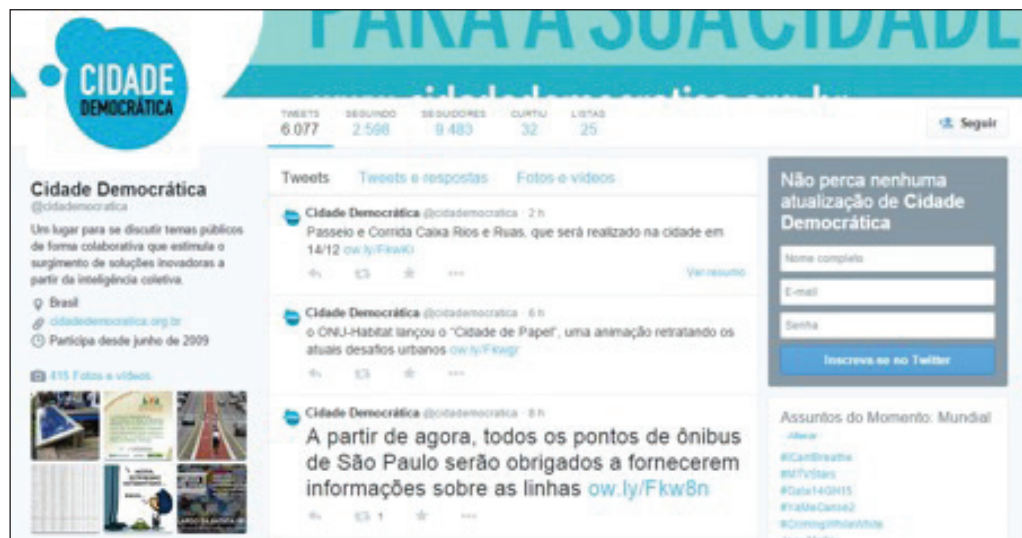 PARA A SUA CIDADE
CIDADE
DEMOCRÁTICA
TWEETS SEGUINDO SEGUIDORES CURTIU LISTAS
6.077 2.598 9.483 32 25
Seguir
Cidade Democrática
@cidademocratica
Um lugar para se discutir temas públicos
de forma colaborativa que estimula o
surgimento de soluções inovadoras a
partir da inteligência coletiva.
Brasil
cidadedemocratica.org.br
Participa desde junho de 2009
415 Fotos e vídeos
Tweets Tweets e respostas Fotos e vídeos
Cidade Democrática @cidademocratica · 2 h
Passeio e Corrida Caixa Rios e Ruas, que será realizado na cidade em
14/12 ow.ly/FkwKi
Ver resumo
Cidade Democrática @cidademocratica · 6 h
o ONU-Habitat lançou o "Cidade de Papel", uma animação retratando os
atuais desafios urbanos ow.ly/Fkwgr
Cidade Democrática @cidademocratica · 8 h
A partir de agora, todos os pontos de ônibus
de São Paulo serão obrigados a fornecerem
informações sobre as linhas ow.ly/Fkw8n
1
Não perca nenhuma
atualização de Cidade
Democrática
Nome completo
E-mail
Senha
Inscreva-se no Twitter
Assuntos do Momento: Mundial
· Alterar
#ICantBreathe
#MTVStars
#Gala14GH15
#YaMeCanse2
#CrimingWhileWhite